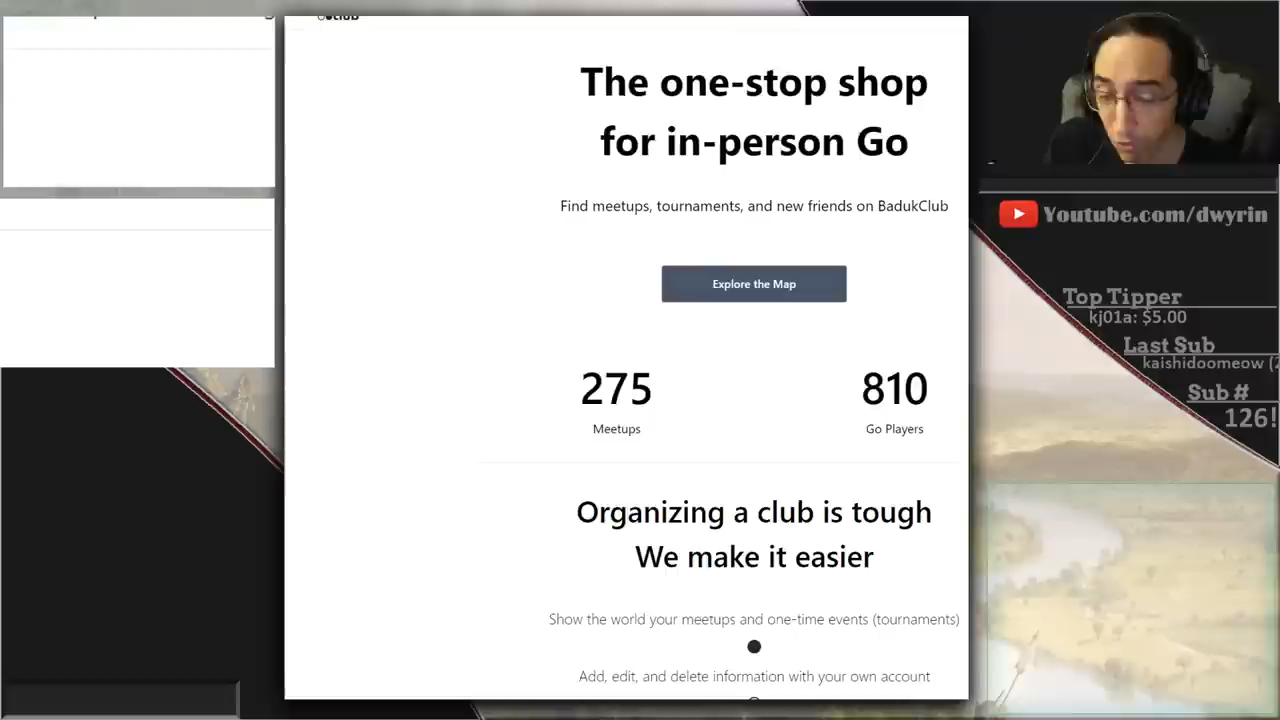 The one-stop shop
for in-person Go
Find meetups, tournaments, and new friends on BadukClub
Explore the Map
275
Meetups
810
Go Players
Organizing a club is tough
We make it easier
Show the world your meetups and one-time events (tournaments)
Add, edit, and delete information with your own account
Youtube.com/dwyrin
Top Tipper
kj01a: $5.00
Last Sub
kaishidoomeow (
Sub #
126!